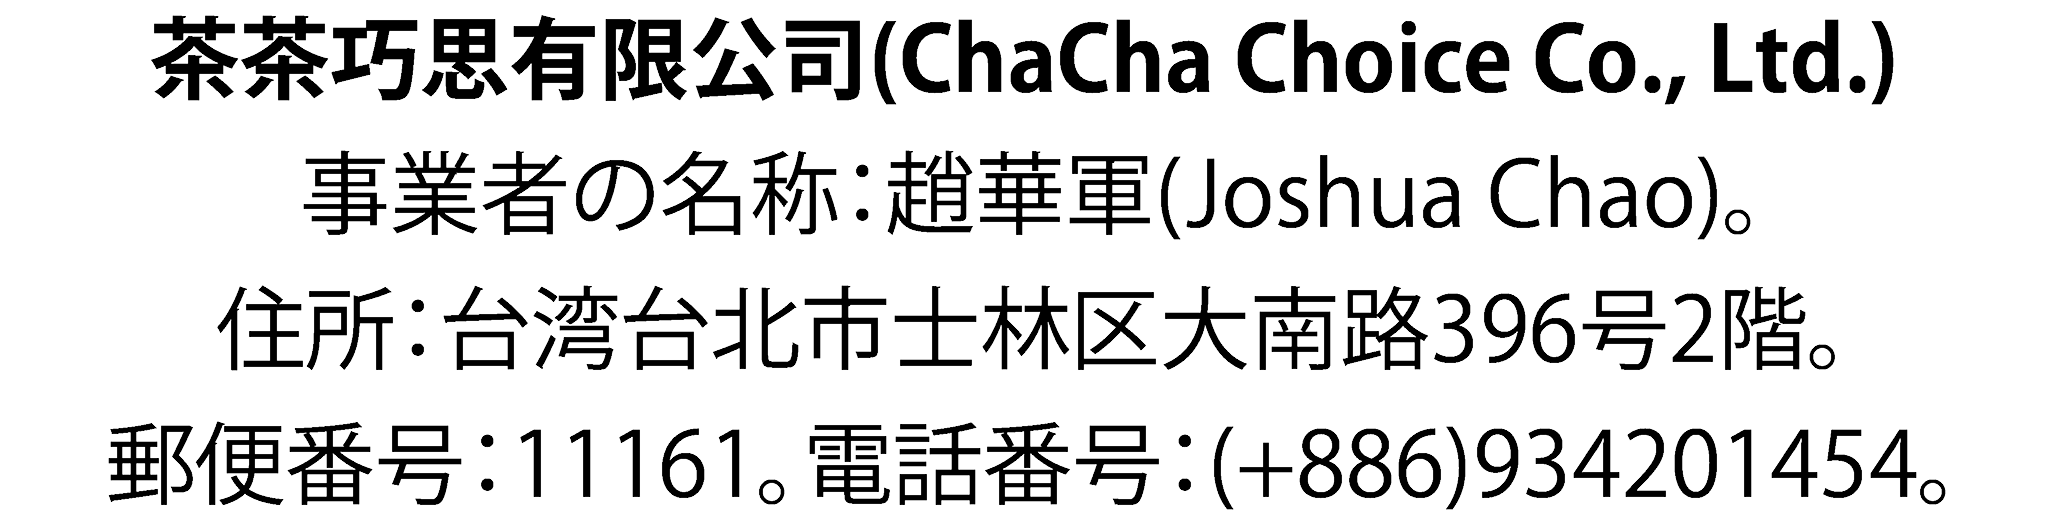 茶茶巧思有限公司(ChaCha Choice Co., Ltd.)
事業者の名称：趙華軍(Joshua Chao)。
住所：台湾台北市士林区大南路396号2階。
郵便番号：11161。電話番号：(+886)934201454。